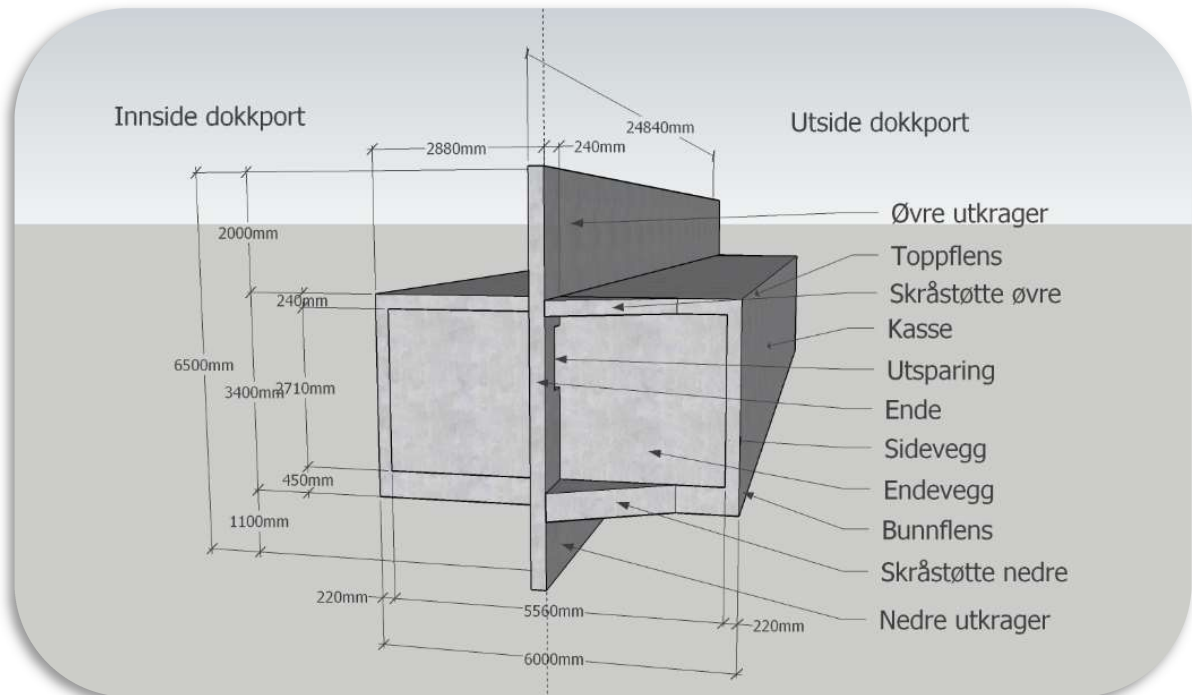 Innside dokkport
Utside dokkport
24840mm
2880mm
240mm
2000mm
240mm
6500mm
3400mm
2710mm
450mm
1100mm
220mm
5560mm
220mm
6000mm
Øvre utkrager
Toppflens
Skråstøtte øvre
Kasse
Utsparing
Ende
Sidevegg
Endevegg
Bunnflens
Skråstøtte nedre
Nedre utkrager